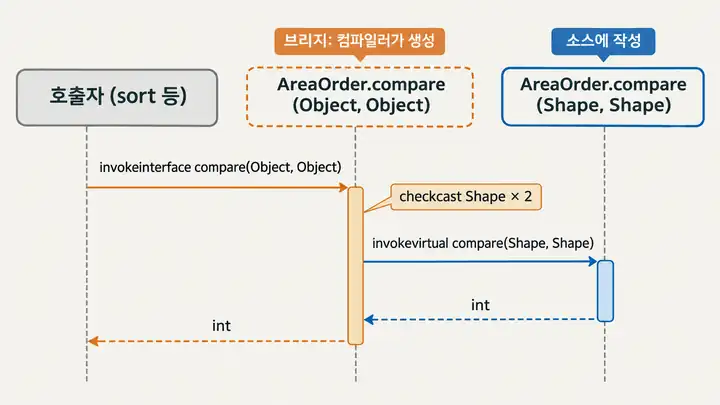 브리지: 컴파일러가 생성
소스에 작성
호출자 (sort 등)
AreaOrder.compare
(Object, Object)
AreaOrder.compare
(Shape, Shape)
invokeinterface compare(Object, Object)
checkcast Shape × 2
invokevirtual compare(Shape, Shape)
int
int